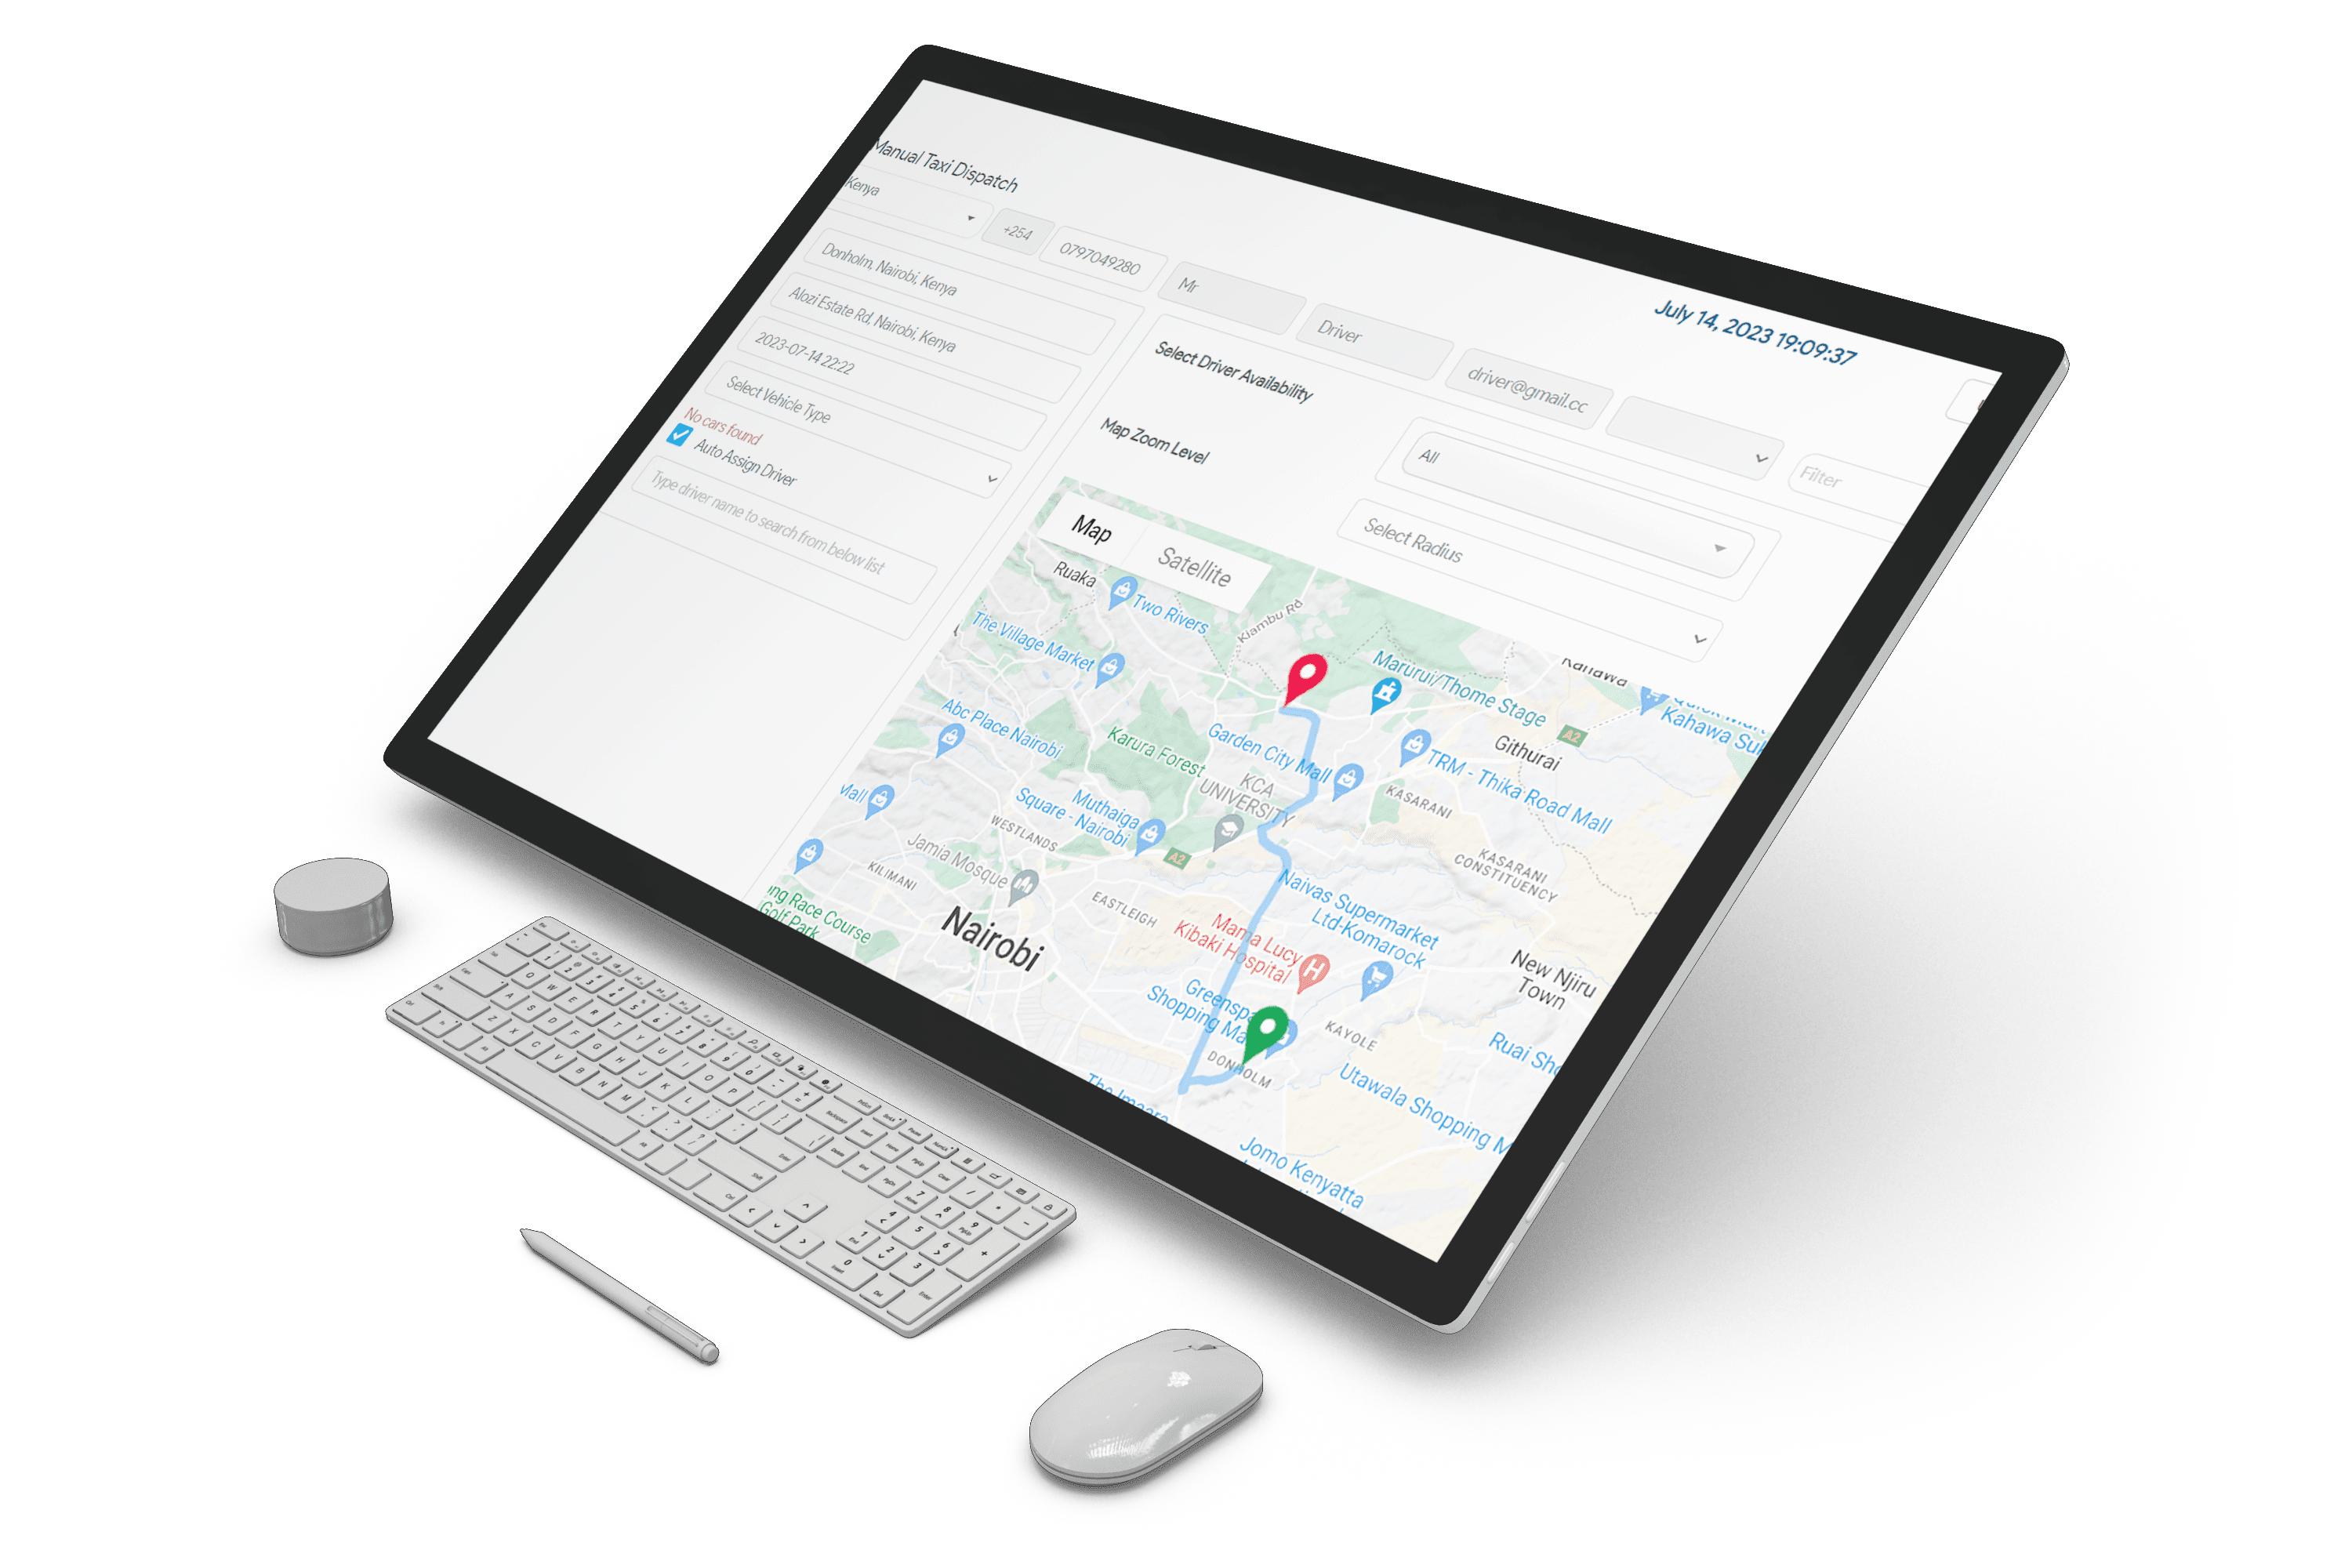 Manual Taxi Dispatch
July 14, 2023 19:09:37
Kenya
+254
0797049280
Mr
Driver
driver@gmail.cc
Filter
Donholm, Nairobi, Kenya
Alozi Estate Rd, Nairobi, Kenya
2023-07-14 22:22
Select Vehicle Type
No cars found
Auto Assign Driver
Type driver name to search from below list
Select Driver Availability
All
Map Zoom Level
Select Radius
Map
Satellite
Ruaka
Two Rivers
Kiambu Rd
The Village Market
Marurui/Thome Stage
Kahawa Sul
Abc Place Nairobi
Karura Forest
Garden City Mall
A2
Githurai
TRM - Thika Road Mall
KCA
UNIVERSITY
KASARANI
Mall
Muthaiga
Square - Nairobi
WESTLANDS
A2
KASARANI
CONSTITUENCY
Jamia Mosque
KILIMANI
EASTLEIGH
Naivas Supermarket
Ltd-Komarock
ng Race Course
Golf Park
Nairobi
Mama Lucy
Kibaki Hospital
New Njiru
Town
Greenspa
Shopping Ma
KAYOLE
DONHOLM
Ruai Sho
Utawala Shopping M
The Imaara
Jomo Kenyatta